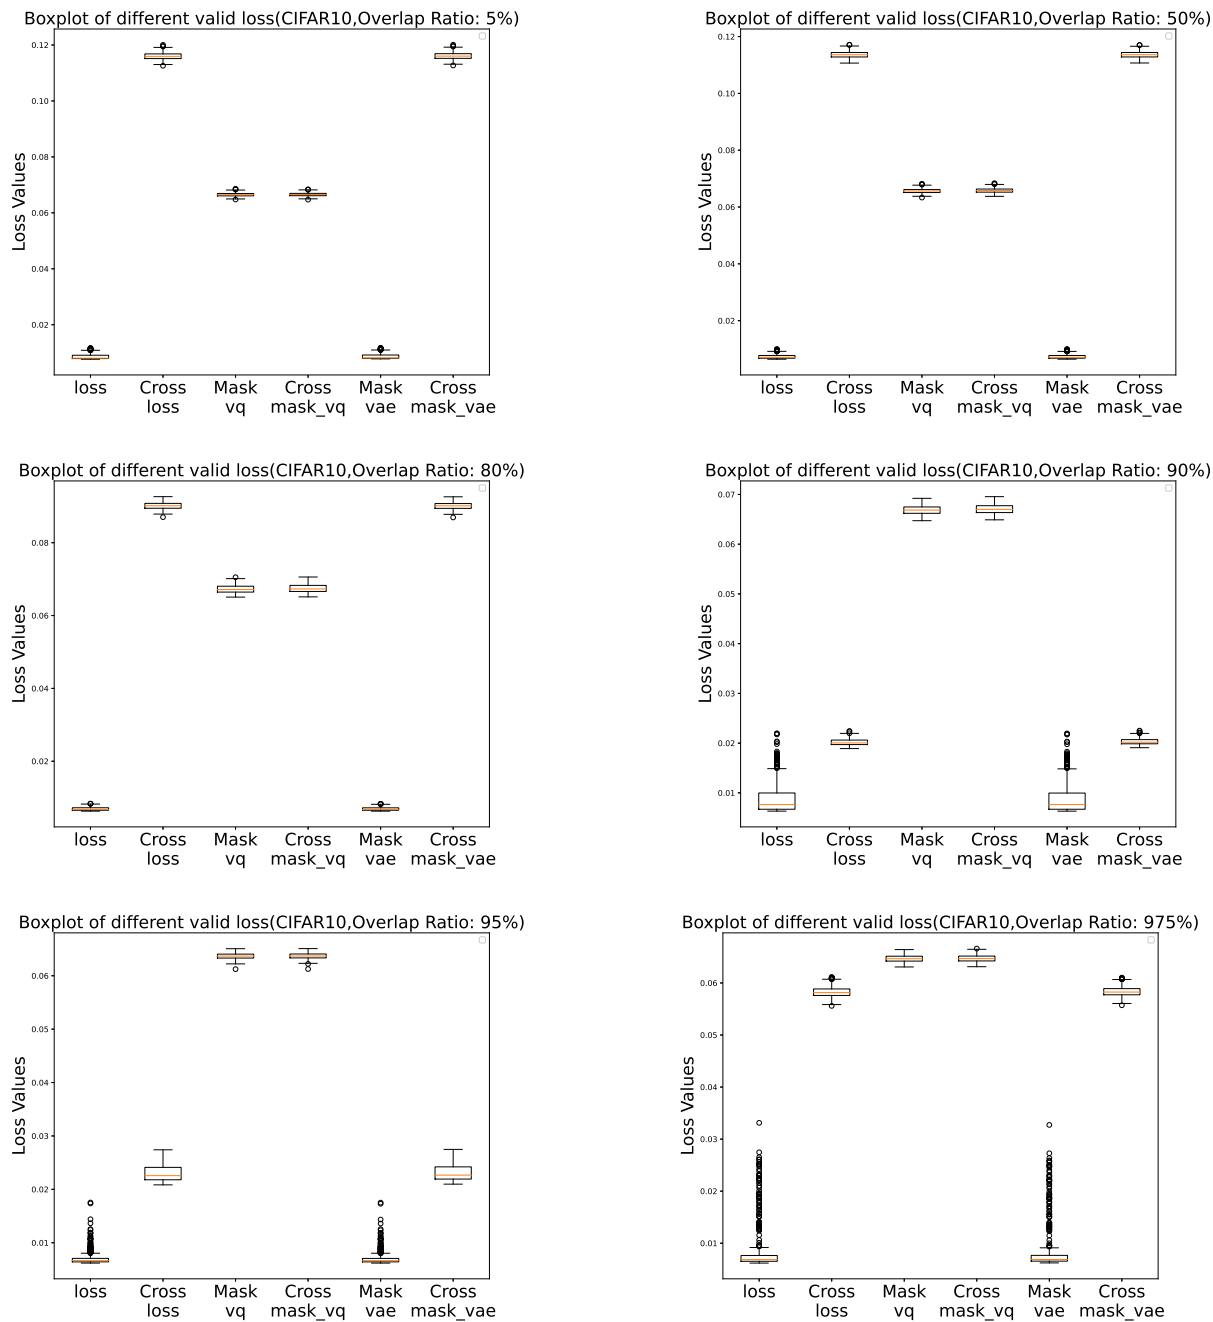 Boxplot of different valid loss(CIFAR10,Overlap Ratio: 5%)
0.12
0.10
0.08
0.06
0.04
0.02
Loss Values
loss
Cross
loss
Mask
vq
Cross
mask_vq
Mask
vae
Cross
mask_vae
Boxplot of different valid loss(CIFAR10,Overlap Ratio: 50%)
0.12
0.10
0.08
0.06
0.04
0.02
Loss Values
loss
Cross
loss
Mask
vq
Cross
mask_vq
Mask
vae
Cross
mask_vae
Boxplot of different valid loss(CIFAR10,Overlap Ratio: 80%)
0.08
0.06
0.04
0.02
Loss Values
loss
Cross
loss
Mask
vq
Cross
mask_vq
Mask
vae
Cross
mask_vae
Boxplot of different valid loss(CIFAR10,Overlap Ratio: 90%)
0.07
0.06
0.05
0.04
0.03
0.02
0.01
Loss Values
loss
Cross
loss
Mask
vq
Cross
mask_vq
Mask
vae
Cross
mask_vae
Boxplot of different valid loss(CIFAR10,Overlap Ratio: 95%)
0.06
0.05
0.04
0.03
0.02
0.01
Loss Values
loss
Cross
loss
Mask
vq
Cross
mask_vq
Mask
vae
Cross
mask_vae
Boxplot of different valid loss(CIFAR10,Overlap Ratio: 975%)
0.06
0.05
0.04
0.03
0.02
0.01
Loss Values
loss
Cross
loss
Mask
vq
Cross
mask_vq
Mask
vae
Cross
mask_vae